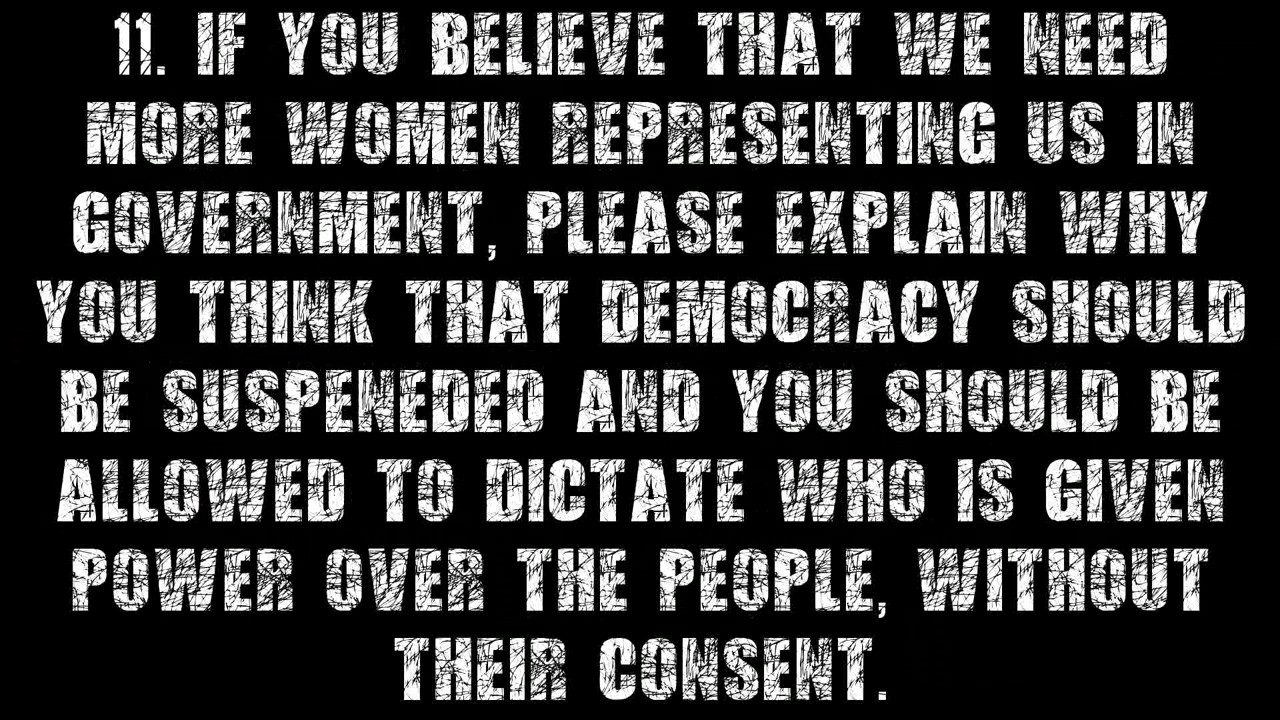 11. IF YOU BELIEVE THAT WE NEED
MORE WOMEN REPRESENTING US IN
GOVERNMENT, PLEASE EXPLAIN WHY
YOU THINK THAT DEMOCRACY SHOULD
BE SUSPENEDED AND YOU SHOULD BE
ALLOWED TO DICTATE WHO IS GIVEN
POWER OVER THE PEOPLE, WITHOUT
THEIR CONSENT.